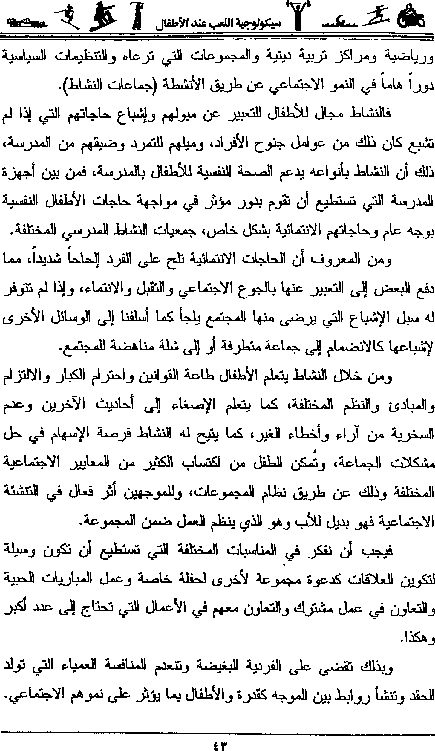 سيكولوجية اللعب عند الأطفال
ورياضية ومراكز تربية دينية والمجموعات التي ترعاه والتنظيمات السياسية
دوراً هاماً في النمو الاجتماعي عن طريق الأنشطة (جماعات النشاط).
فالنشاط مجال للأطفال للتعبير عن ميولهم وإشباع حاجاتهم التي إذا لم
تشبع كان ذلك من عوامل جنوح الأفراد، وميلهم للتمرد وضيقهم من المدرسة،
ذلك أن النشاط بأنواعه يدعم الصحة النفسية للأطفال بالمدرسة، فمن بين أجهزة
المدرسة التي تستطيع أن تقوم بدور مؤثر في مواجهة حاجات الأطفال النفسية
بوجه عام وحاجاتهم الانتمائية بشكل خاص، جمعيات النشاط المدرسي المختلفة.
ومن المعروف أن الحاجات الانتمائية تلح على الفرد إلحاحاً شديداً، مما
دفع البعض إلى التعبير عنها بالجوع الاجتماعي والتقبل والانتماء، وإذا لم تتوفر
له سبل الإشباع التي يرضى منها المجتمع يلجأ كما أسلفنا إلى الوسائل الأخرى
لإشباعها كالانضمام إلى جماعة متطرفة أو إلى شلة مناهضة للمجتمع.
ومن خلال النشاط يتعلم الأطفال طاعة القوانين واحترام الكبار والالتزام
والمبادئ والنظم المختلفة، كما يتعلم الإصغاء إلى أحاديث الآخرين وعدم
السخرية من آراء وأخطاء الغير، كما يتيح له النشاط فرصة الإسهام في حل
مشكلات الجماعة، وتُمكن الطفل من اكتساب الكثير من المعايير الاجتماعية
المختلفة وذلك عن طريق نظام المجموعات، وللموجهين أثر فعال في التنشئة
الاجتماعية فهو بديل للأب وهو الذي ينظم العمل ضمن المجموعة.
فيجب أن نفكر في المناسبات المختلفة التي تستطيع أن تكون وسيلة
لتكوين العلاقات كدعوة مجموعة لأخرى لحفلة خاصة وعمل المباريات الحبية
والتعاون في عمل مشترك والتعاون معهم في الأعمال التي تحتاج إلى عدد أكبر
وهكذا.
وبذلك تقضي على الفردية البغيضة وتنعدم المنافسة العمياء التي تولد
الحقد وتنشأ روابط بين الموجه كقدرة والأطفال بما يؤثر على نموهم الاجتماعي.
٤٣